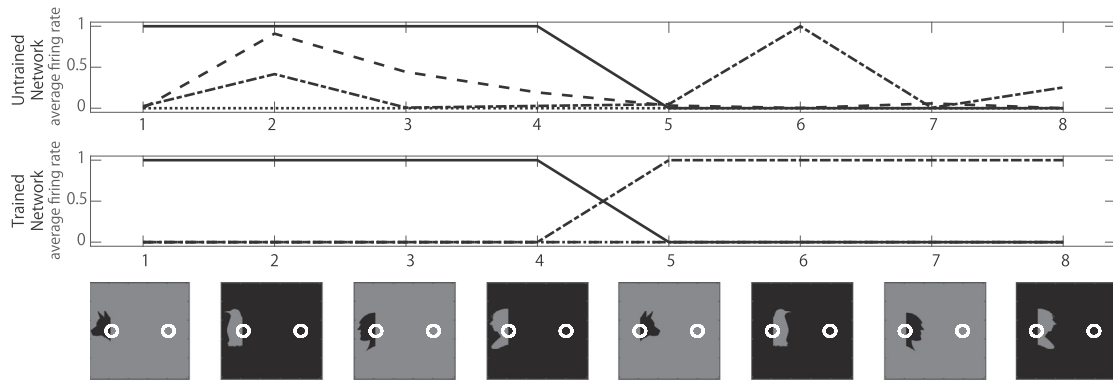 Untrained
Network
average firing rate
1
0.5
0
1 2 3 4 5 6 7 8
Trained
Network
average firing rate
1
0.5
0
1 2 3 4 5 6 7 8